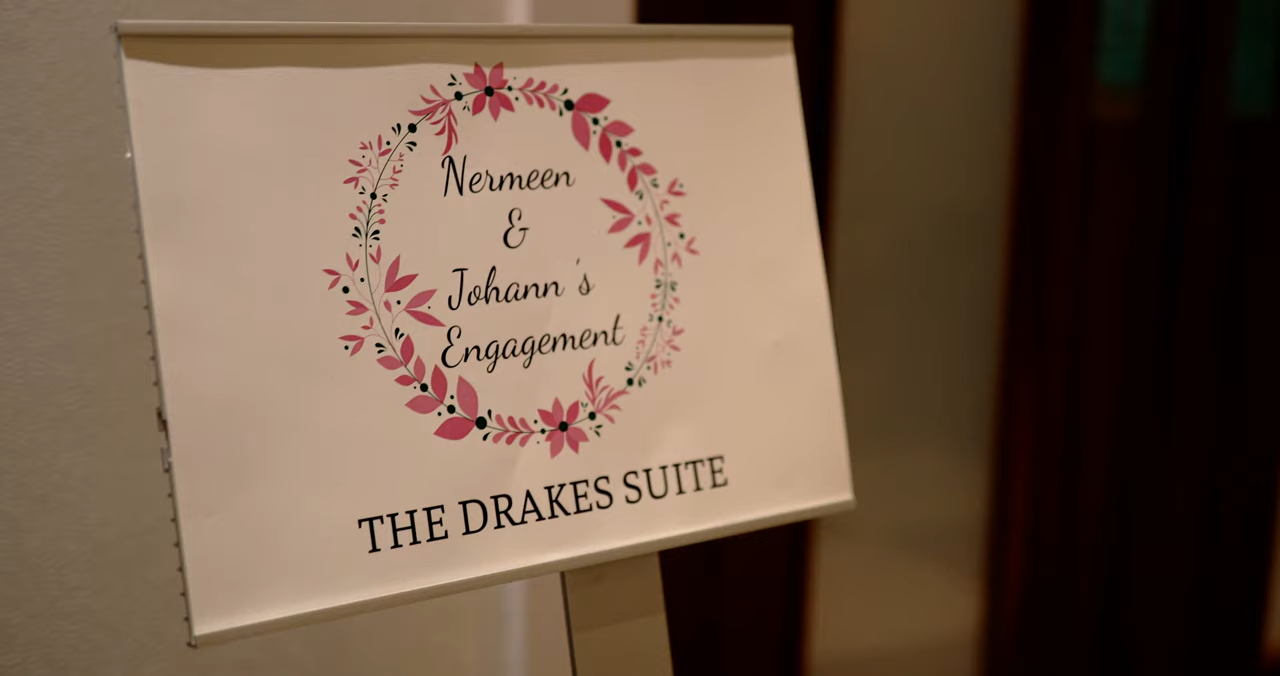 Nermeen
&
Johann 's
Engagement
THE DRAKES SUITE